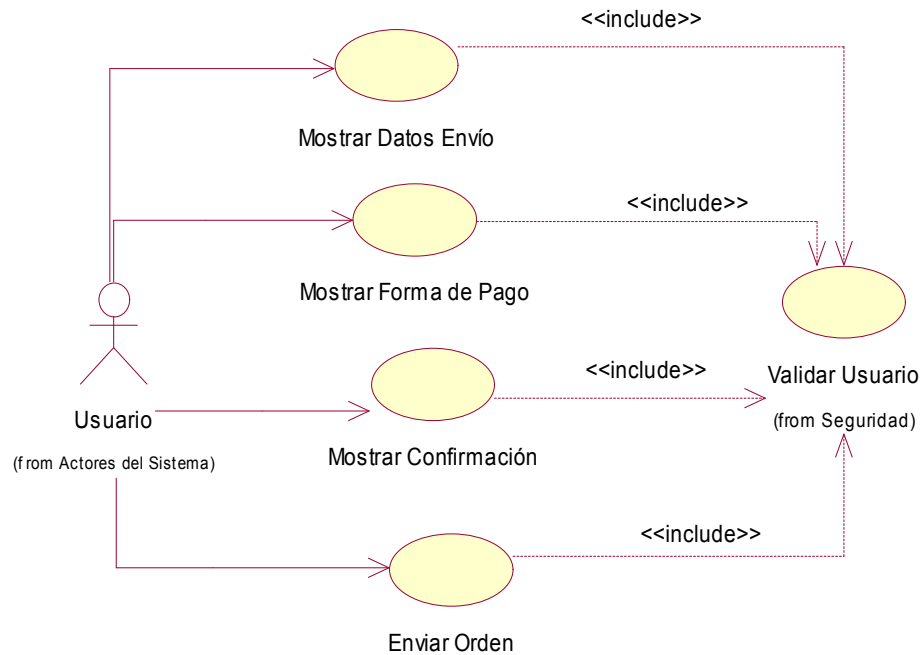 <<include>>
Mostrar Datos Envío
<<include>>
Mostrar Forma de Pago
<<include>>
Validar Usuario
(from Seguridad)
Usuario
(from Actores del Sistema)
Mostrar Confirmación
<<include>>
Enviar Orden